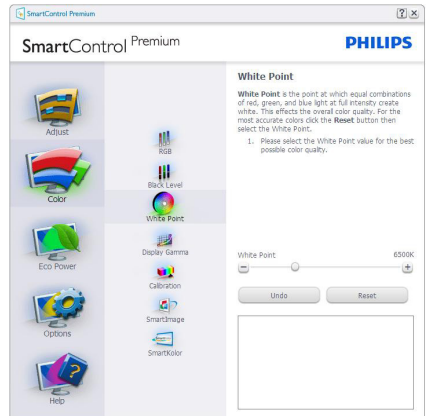 SmartControl Premium
SmartControl Premium
PHILIPS
Adjust
Color
Eco Power
Options
Help
RGB
Black Level
White Point
Display Gamma
Calibration
SmartImage
SmartKolor
White Point
White Point is the point at which equal combinations
of red, green, and blue light at full intensity create
white. This effects the overall color quality. For the
most accurate colors click the Reset button then
select the White Point.
1. Please select the White Point value for the best
possible color quality.
White Point 6500K
Undo Reset